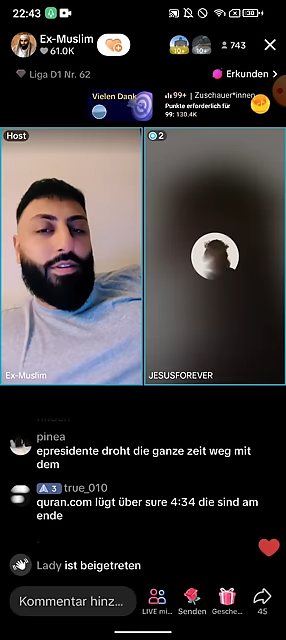 22:43
Ex-Muslim
61.0K
743
Liga D1 Nr. 62
Erkunden >
Vielen Dank
99+ | Zuschauer*innen
Punkte erforderlich für
99: 130.4K
Host
2
Ex-Muslim
JESUSFOREVER
pinea
epresidente droht die ganze zeit weg mit
dem
3 true_010
quran.com lügt über sure 4:34 die sind am
ende
Lady ist beigetreten
Kommentar hinz...
LIVE mi...
Senden
Gesche...
45